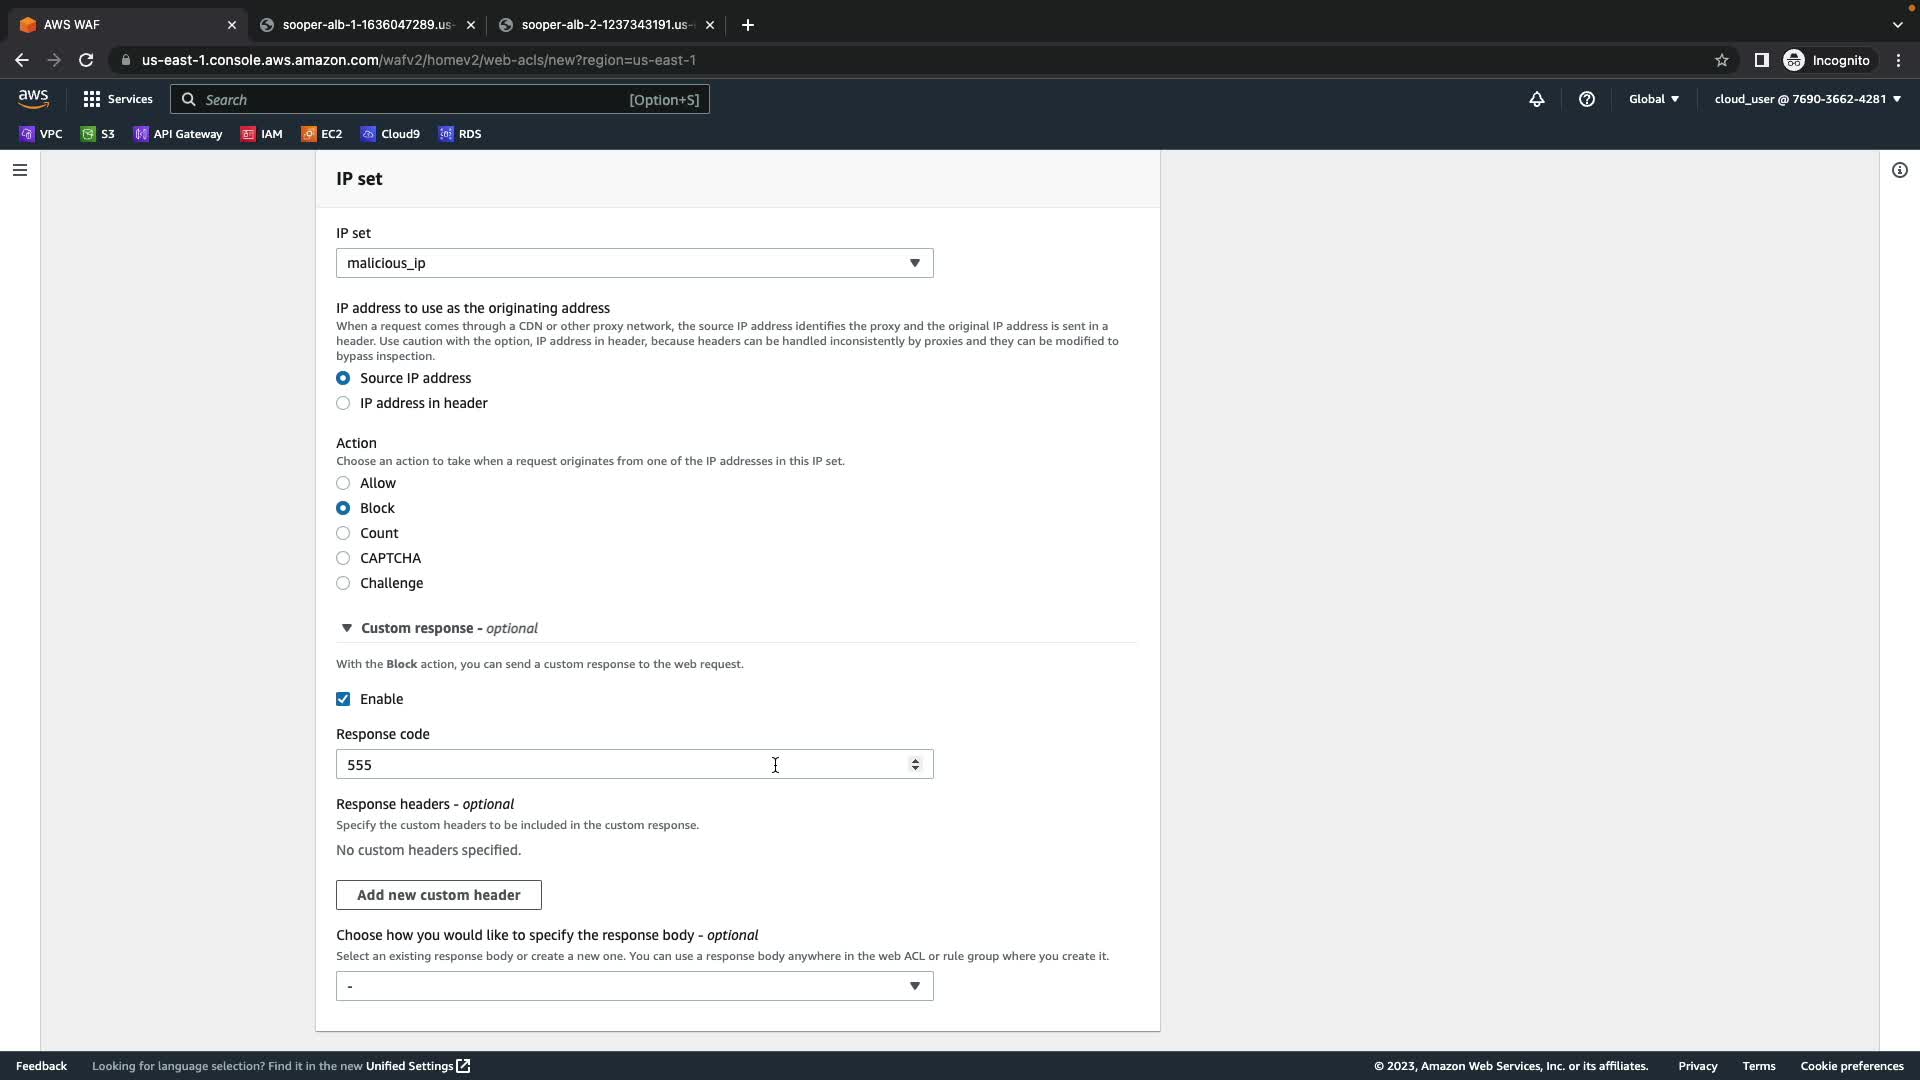 AWS WAF
sooper-alb-1-1636047289.us-
sooper-alb-2-1237343191.us-
us-east-1.console.aws.amazon.com/wafv2/homev2/web-acls/new?region=us-east-1
Incognito
aws
Services
Search
[Option+S]
Global
cloud_user @ 7690-3662-4281
VPC
S3
API Gateway
IAM
EC2
Cloud9
RDS
IP set
IP set
malicious_ip
IP address to use as the originating address
When a request comes through a CDN or other proxy network, the source IP address identifies the proxy and the original IP address is sent in a
header. Use caution with the option, IP address in header, because headers can be handled inconsistently by proxies and they can be modified to
bypass inspection.
Source IP address
IP address in header
Action
Choose an action to take when a request originates from one of the IP addresses in this IP set.
Allow
Block
Count
CAPTCHA
Challenge
Custom response - optional
With the Block action, you can send a custom response to the web request.
Enable
Response code
555
Response headers - optional
Specify the custom headers to be included in the custom response.
No custom headers specified.
Add new custom header
Choose how you would like to specify the response body - optional
Select an existing response body or create a new one. You can use a response body anywhere in the web ACL or rule group where you create it.
-
Feedback
Looking for language selection? Find it in the new Unified Settings
© 2023, Amazon Web Services, Inc. or its affiliates.
Privacy
Terms
Cookie preferences